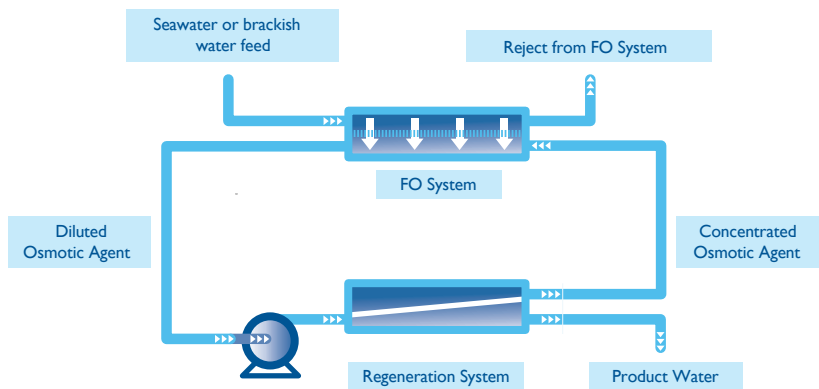 Seawater or brackish
water feed
Reject from FO System
FO System
Diluted
Osmotic Agent
Concentrated
Osmotic Agent
Regeneration System
Product Water